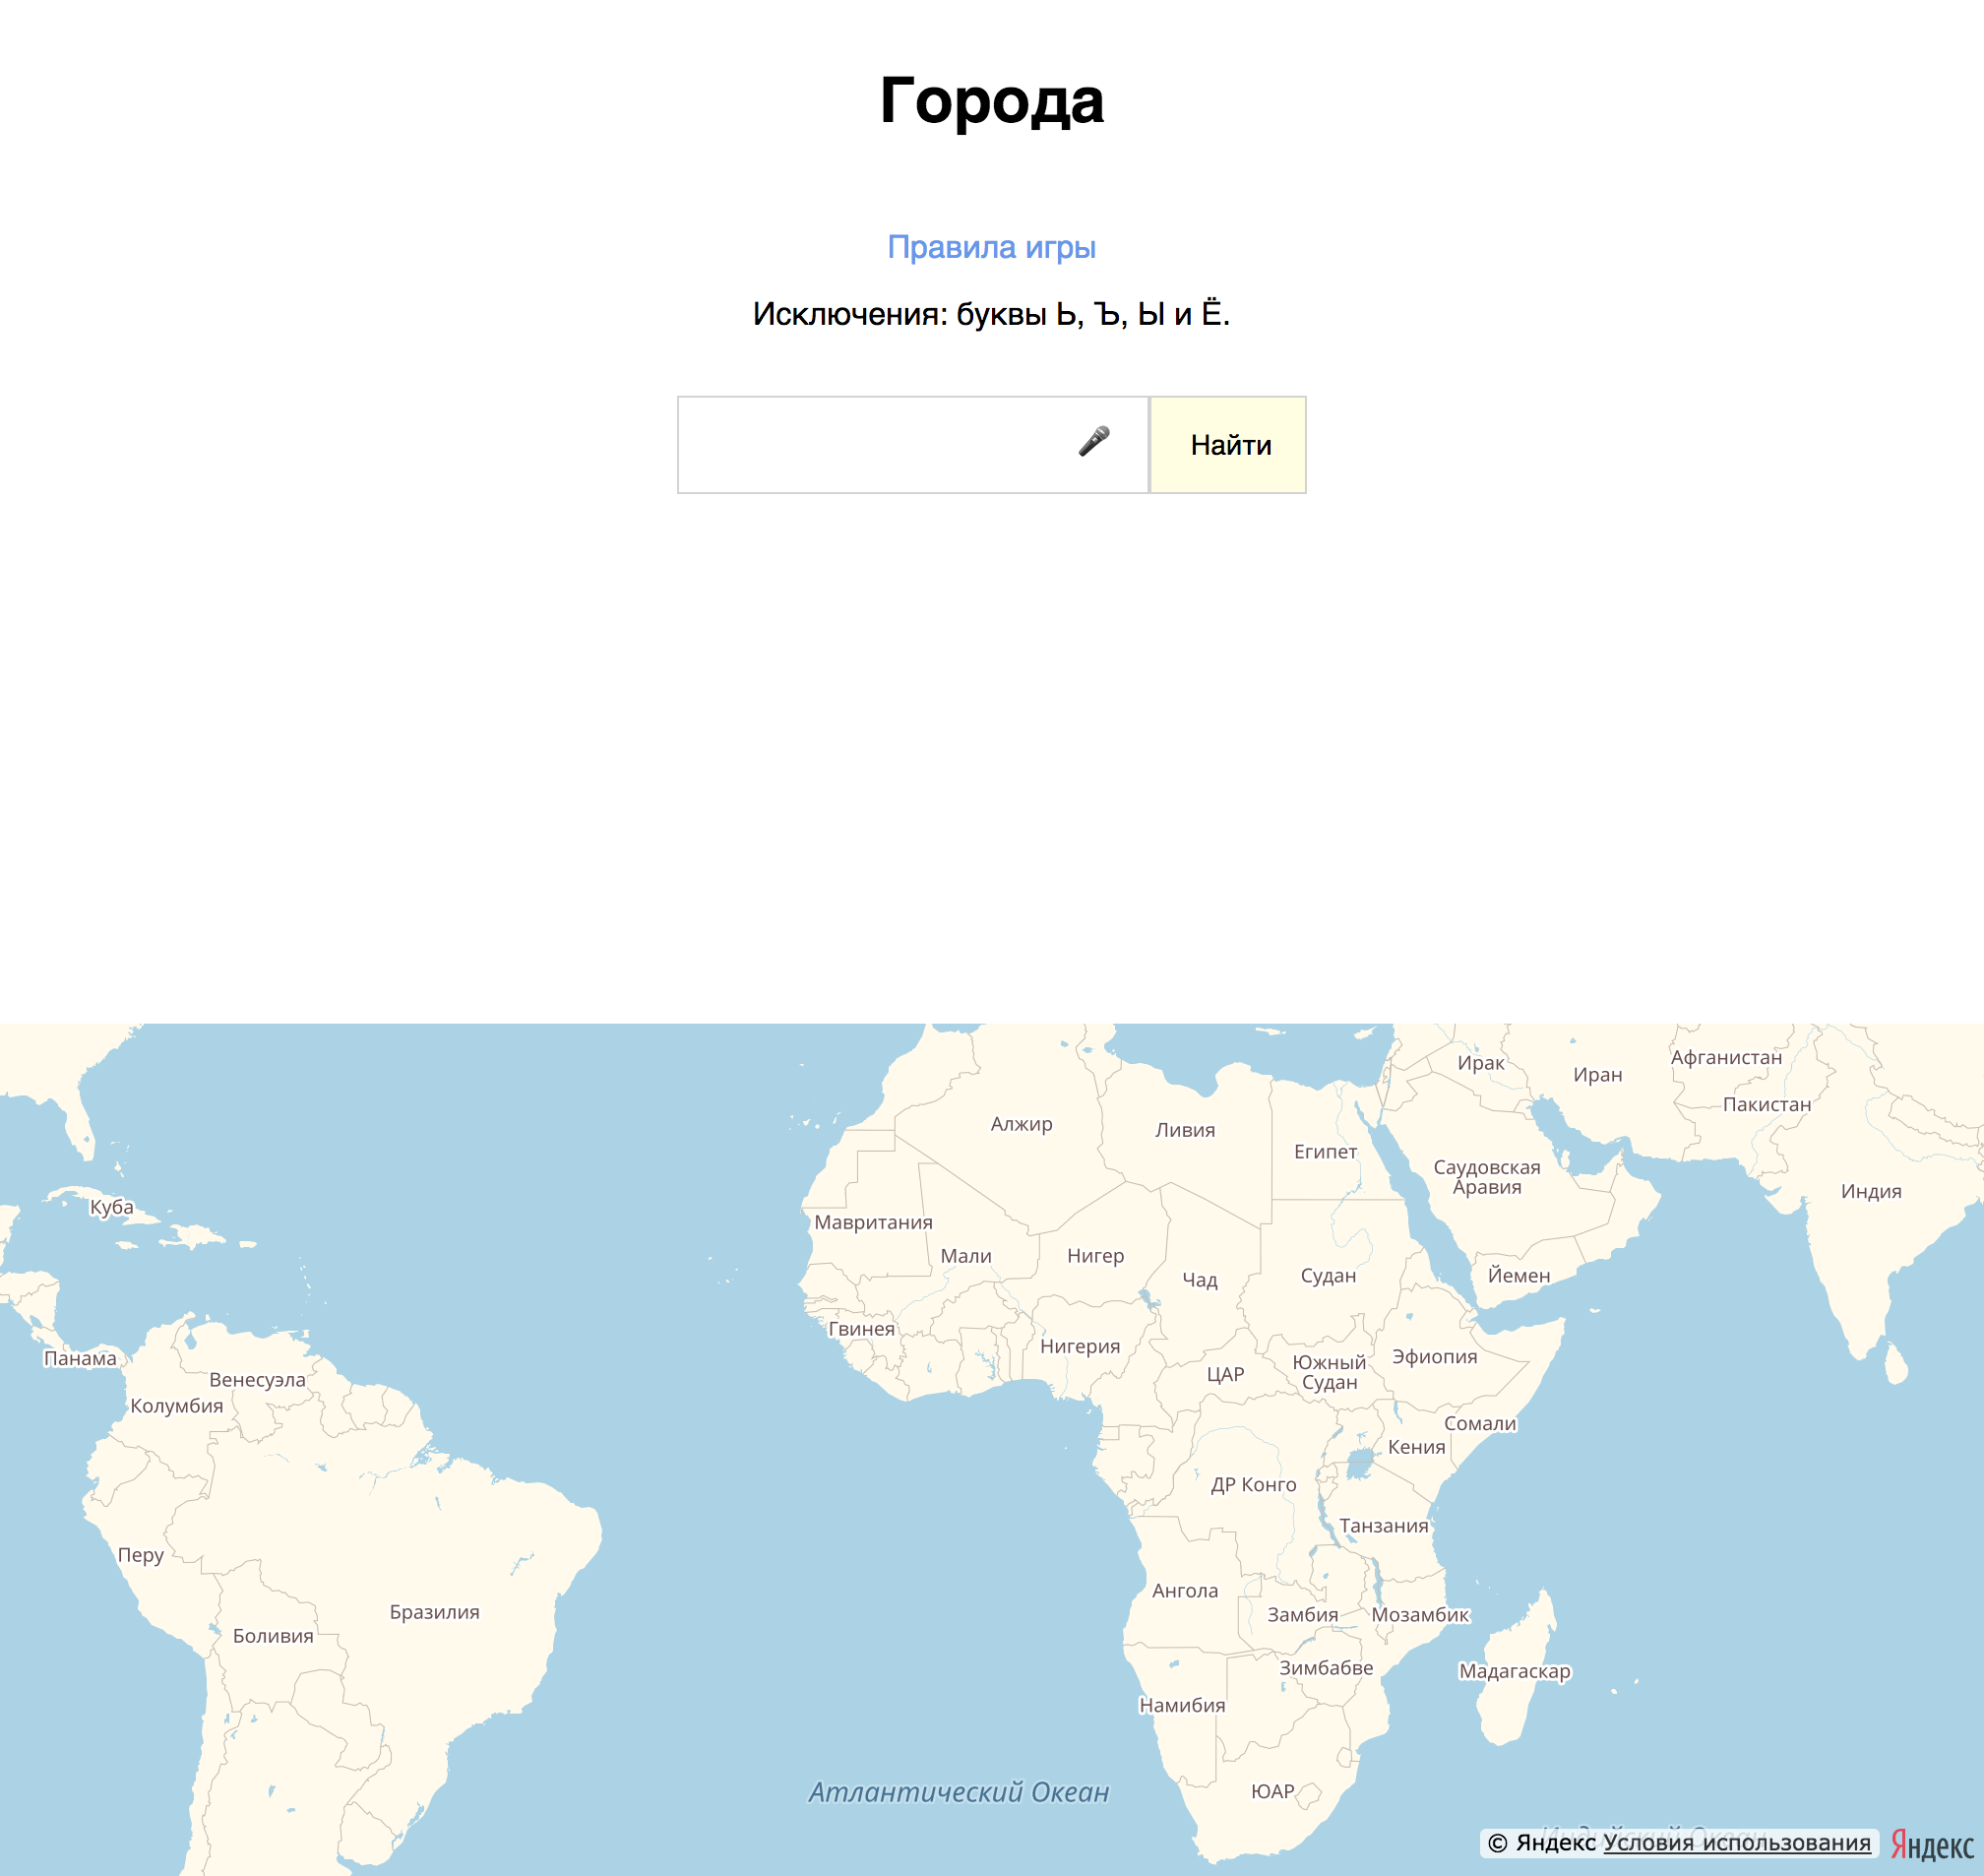 Города
Правила игры
Исключения: буквы Ь, Ъ, Ы и Ё.
Найти
Ирак
Иран
Афганистан
Пакистан
Алжир
Ливия
Египет
Саудовская
Аравия
Индия
Куба
Мавритания
Мали
Нигер
Чад
Судан
Йемен
Гвинея
Нигерия
Панама
Венесуэла
Колумбия
ЦАР
Южный
Судан
Эфиопия
Сомали
Кения
ДР Конго
Танзания
Перу
Ангола
Бразилия
Боливия
Замбия
Мозамбик
Зимбабве
Мадагаскар
Намибия
ЮАР
Атлантический Океан
Индийский Океан
© Яндекс Условия использования
Яндекс